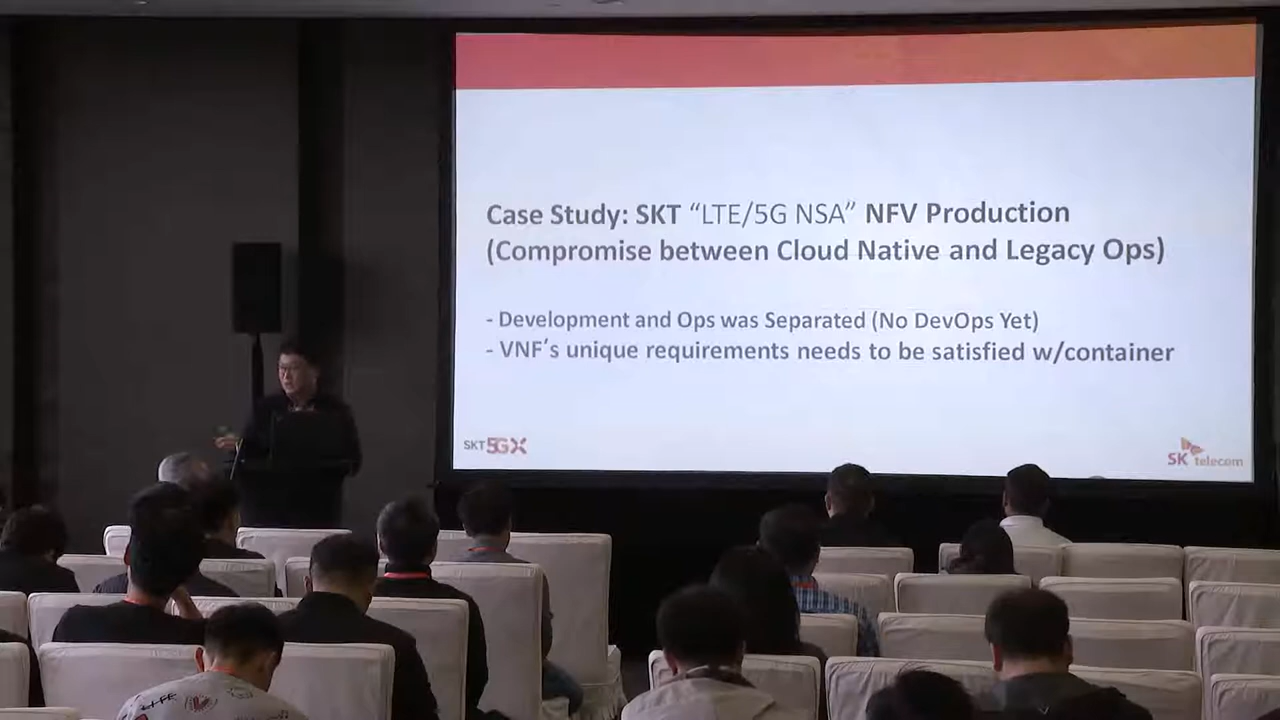 Case Study: SKT “LTE/5G NSA” NFV Production
(Compromise between Cloud Native and Legacy Ops)
- Development and Ops was Separated (No DevOps Yet)
- VNF’s unique requirements needs to be satisfied w/container
SKT 5GX
SK telecom